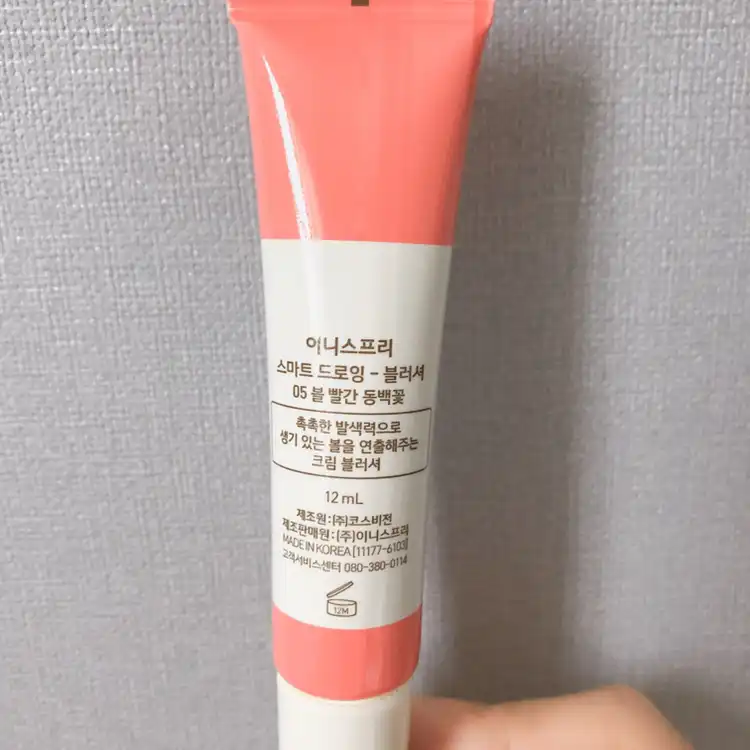 이니스프리
스마트 드로잉 - 블러셔
05 볼 빨간 동백꽃
촉촉한 발색력으로
생기 있는 볼을 연출해주는
크림 블러셔
12 mL
제조원:(주)코스비전
제조판매원:(주)이니스프리
MADE IN KOREA [11177-6103]
고객서비스센터 080-380-0114
12M